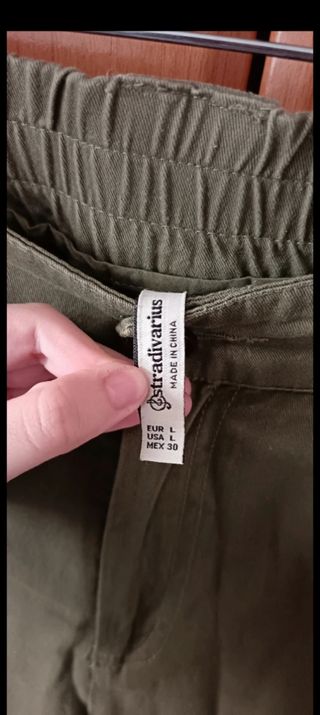 stradivarius
MADE IN CHINA
EUR L
USA L
MEX 30